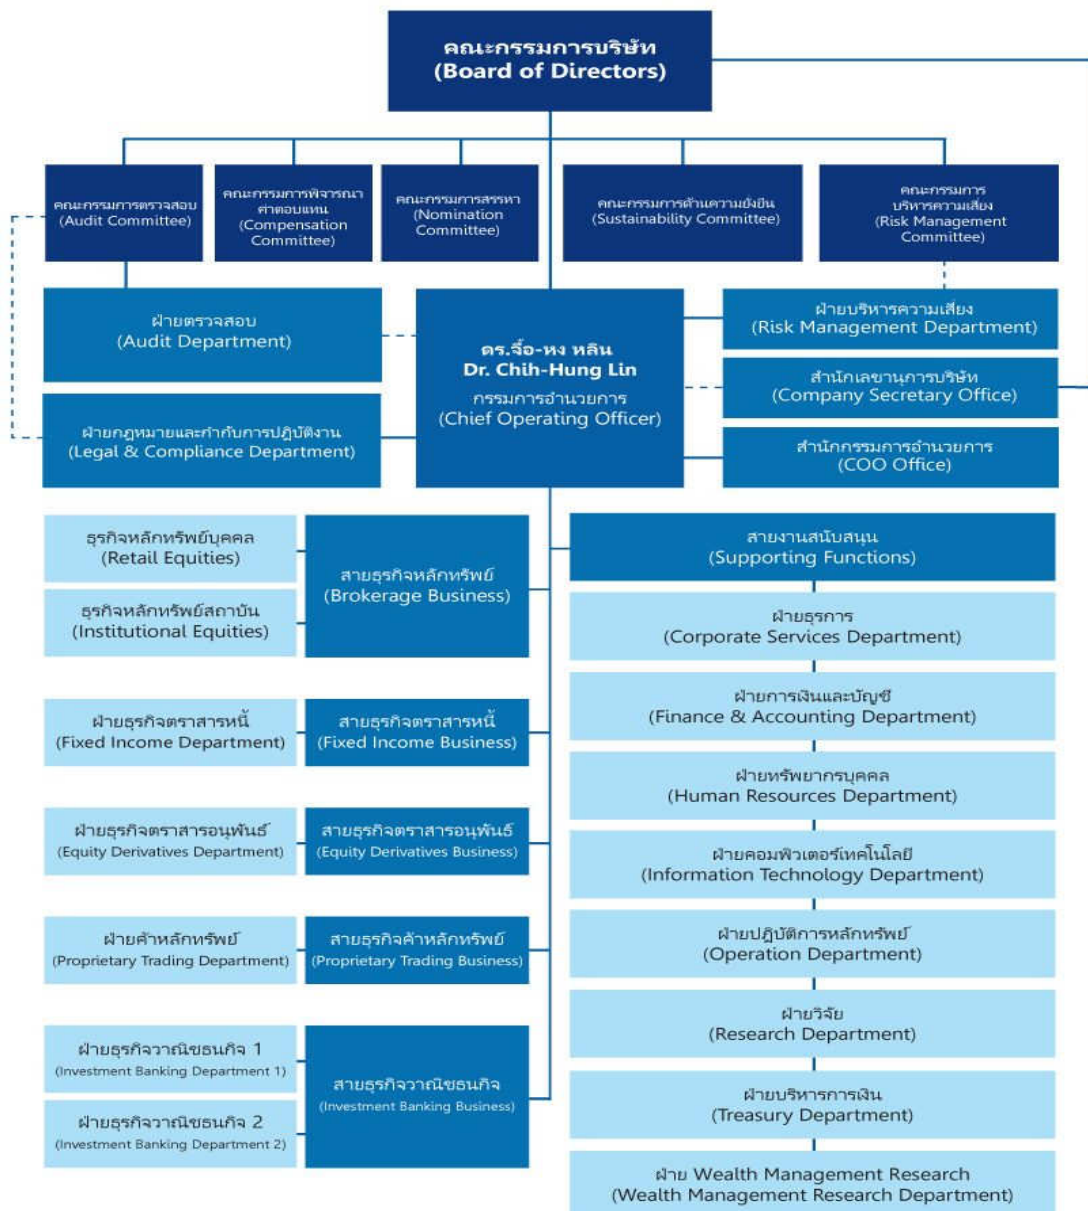 คณะกรรมการบริษัท
(Board of Directors)
คณะกรรมการตรวจสอบ
(Audit Committee)
คณะกรรมการพิจารณา
ค่าตอบแทน
(Compensation
Committee)
คณะกรรมการสรรหา
(Nomination
Committee)
คณะกรรมการด้านความยั่งยืน
(Sustainability Committee)
คณะกรรมการ
บริหารความเสี่ยง
(Risk Management
Committee)
ฝ่ายตรวจสอบ
(Audit Department)
ฝ่ายกฎหมายและกำกับการปฏิบัติงาน
(Legal & Compliance Department)
ดร.จื้อ-หง หลิน
Dr. Chih-Hung Lin
กรรมการอำนวยการ
(Chief Operating Officer)
ฝ่ายบริหารความเสี่ยง
(Risk Management Department)
สำนักเลขานุการบริษัท
(Company Secretary Office)
สำนักกรรมการอำนวยการ
(COO Office)
ธุรกิจหลักทรัพย์บุคคล
(Retail Equities)
ธุรกิจหลักทรัพย์สถาบัน
(Institutional Equities)
สายธุรกิจหลักทรัพย์
(Brokerage Business)
ฝ่ายธุรกิจตราสารหนี้
(Fixed Income Department)
สายธุรกิจตราสารหนี้
(Fixed Income Business)
ฝ่ายธุรกิจตราสารอนุพันธ์
(Equity Derivatives Department)
สายธุรกิจตราสารอนุพันธ์
(Equity Derivatives Business)
ฝ่ายค้าหลักทรัพย์
(Proprietary Trading Department)
สายธุรกิจค้าหลักทรัพย์
(Proprietary Trading Business)
ฝ่ายธุรกิจวาณิชธนกิจ 1
(Investment Banking Department 1)
ฝ่ายธุรกิจวาณิชธนกิจ 2
(Investment Banking Department 2)
สายธุรกิจวาณิชธนกิจ
(Investment Banking Business)
สายงานสนับสนุน
(Supporting Functions)
ฝ่ายธุรการ
(Corporate Services Department)
ฝ่ายการเงินและบัญชี
(Finance & Accounting Department)
ฝ่ายทรัพยากรบุคคล
(Human Resources Department)
ฝ่ายคอมพิวเตอร์เทคโนโลยี
(Information Technology Department)
ฝ่ายปฏิบัติการหลักทรัพย์
(Operation Department)
ฝ่ายวิจัย
(Research Department)
ฝ่ายบริหารการเงิน
(Treasury Department)
ฝ่าย Wealth Management Research
(Wealth Management Research Department)